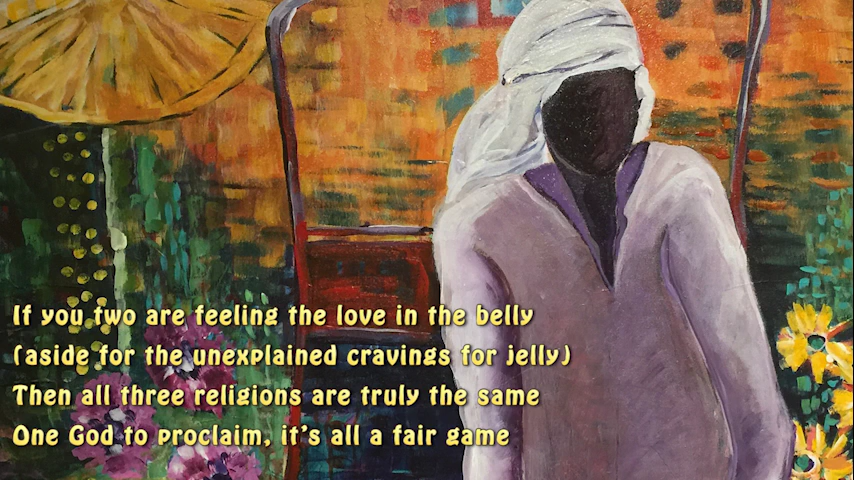 If you two are feeling the love in the belly
(aside for the unexplained cravings for jelly)
Then all three religions are truly the same
One God to proclaim, it's all a fair game